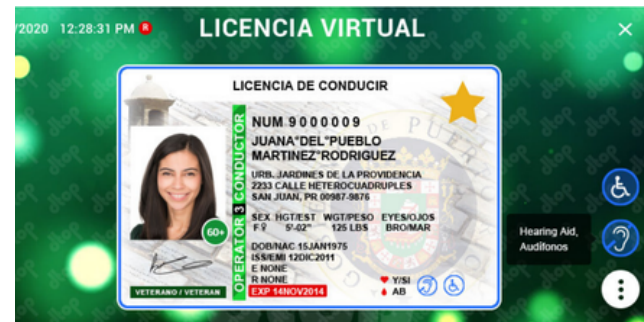 /2020 12:28:31 PM R
LICENCIA VIRTUAL
LICENCIA DE CONDUCIR
NUM 9000009
JUANA*DEL*PUEBLO
MARTINEZ*RODRIGUEZ
URB. JARDINES DE LA PROVIDENCIA
2233 CALLE HETEROCUADRUPLES
SAN JUAN, PR 00987-9876
SEX HGT/EST WGT/PESO EYES/OJOS
F♀ 5'-02" 125 LBS BRO/MAR
DOB/NAC 15JAN1975
ISS/EMI 12DIC2011
E NONE
R NONE
EXP 14NOV2014
Y/SI
AB
OPERATOR 3 CONDUCTOR
60+
VETERANO / VETERAN
Hearing Aid,
Audífonos